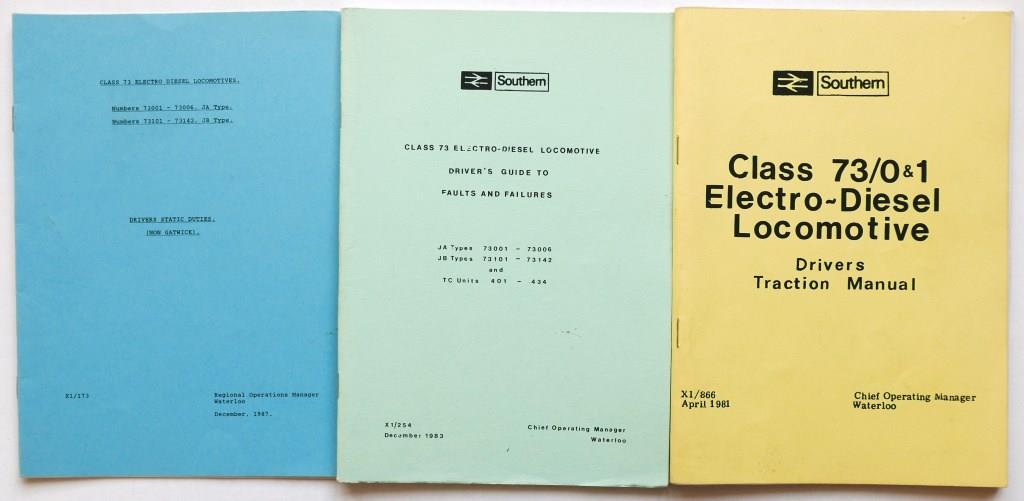 CLASS 73 ELECTRO DIESEL LOCOMOTIVES.
Numbers 73001 - 73006. JA Type.
Numbers 73101 - 73142. JB Type.
DRIVERS STATIC DUTIES.
(NON GATWICK).
X1/173
Regional Operations Manager
Waterloo
December. 1987.
Southern
CLASS 73 ELECTRO-DIESEL LOCOMOTIVE
DRIVER'S GUIDE TO
FAULTS AND FAILURES
JA Types 73001 - 73006
JB Types 73101 - 73142
and
TC Units 401 - 434
X1/254
December 1983
Chief Operating Manager
Waterloo
Southern
Class 73/0&1
Electro-Diesel
Locomotive
Drivers
Traction Manual
X1/866
April 1981
Chief Operating Manager
Waterloo